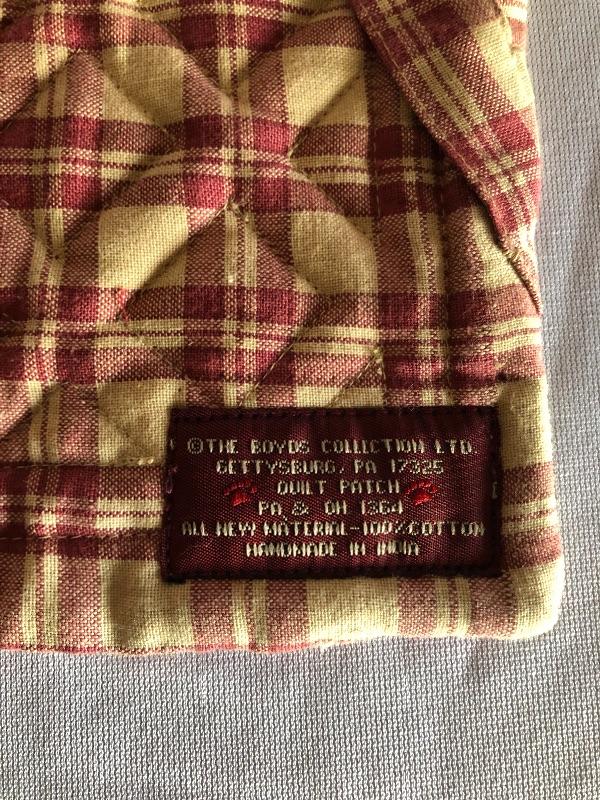 ©THE BOYDS COLLECTION LTD.
GETTYSBURG, PA 17325
QUILT PATCH
PA & OH 1364
ALL NEW MATERIAL-100%COTTON
HANDMADE IN INDIA